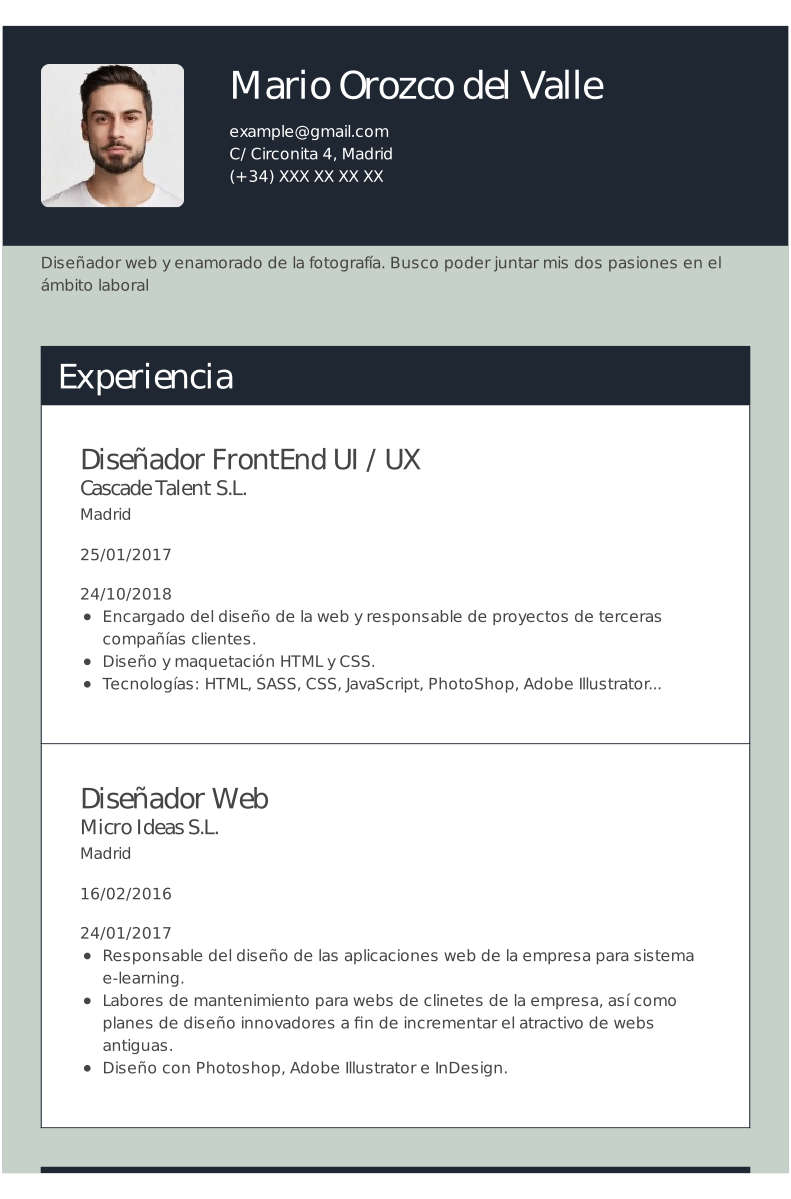 Mario Orozco del Valle
example@gmail.com
C/ Circonita 4, Madrid
(+34) XXX XX XX XX
Diseñador web y enamorado de la fotografía. Busco poder juntar mis dos pasiones en el
ámbito laboral
Experiencia
Diseñador FrontEnd UI / UX
Cascade Talent S.L.
Madrid
25/01/2017
24/10/2018
• Encargado del diseño de la web y responsable de proyectos de terceras
compañías clientes.
• Diseño y maquetación HTML y CSS.
• Tecnologías: HTML, SASS, CSS, JavaScript, PhotoShop, Adobe Illustrator...
Diseñador Web
Micro Ideas S.L.
Madrid
16/02/2016
24/01/2017
• Responsable del diseño de las aplicaciones web de la empresa para sistema
e-learning.
• Labores de mantenimiento para webs de clinetes de la empresa, así como
planes de diseño innovadores a fin de incrementar el atractivo de webs
antiguas.
• Diseño con Photoshop, Adobe Illustrator e InDesign.